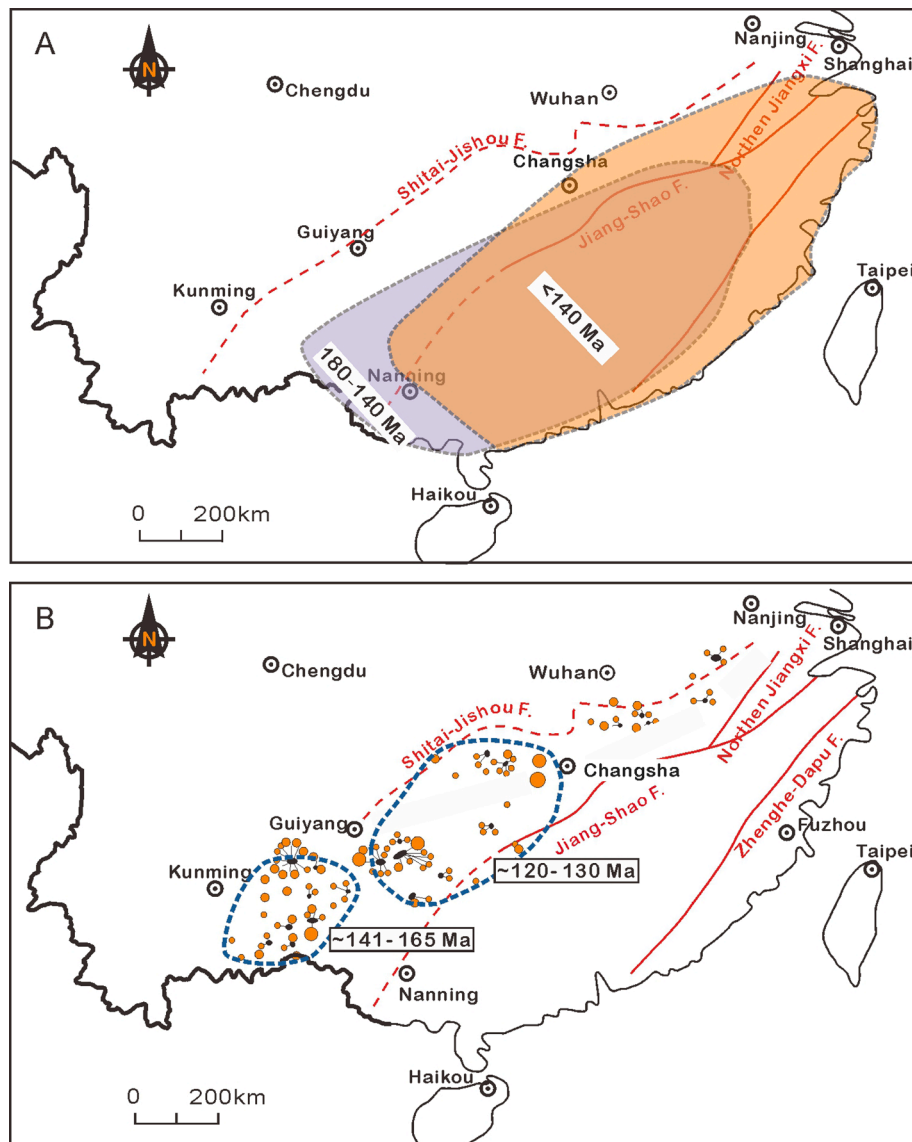 A
N
Nanjing
Shanghai
Chengdu
Wuhan
Northen Jiangxi F.
Shitai-Jishou F.
Changsha
Jiang-Shao F.
Guiyang
Kunming
Taipei
<140 Ma
Nanning
180-140 Ma
Haikou
0 200km
B
N
Nanjing
Shanghai
Chengdu
Wuhan
Northen Jiangxi F.
Shitai-Jishou F.
Changsha
Zhenghe-Dapu F.
Guiyang
Jiang-Shao F.
Fuzhou
Kunming
~120-130 Ma
Taipei
~141-165 Ma
Nanning
Haikou
0 200km